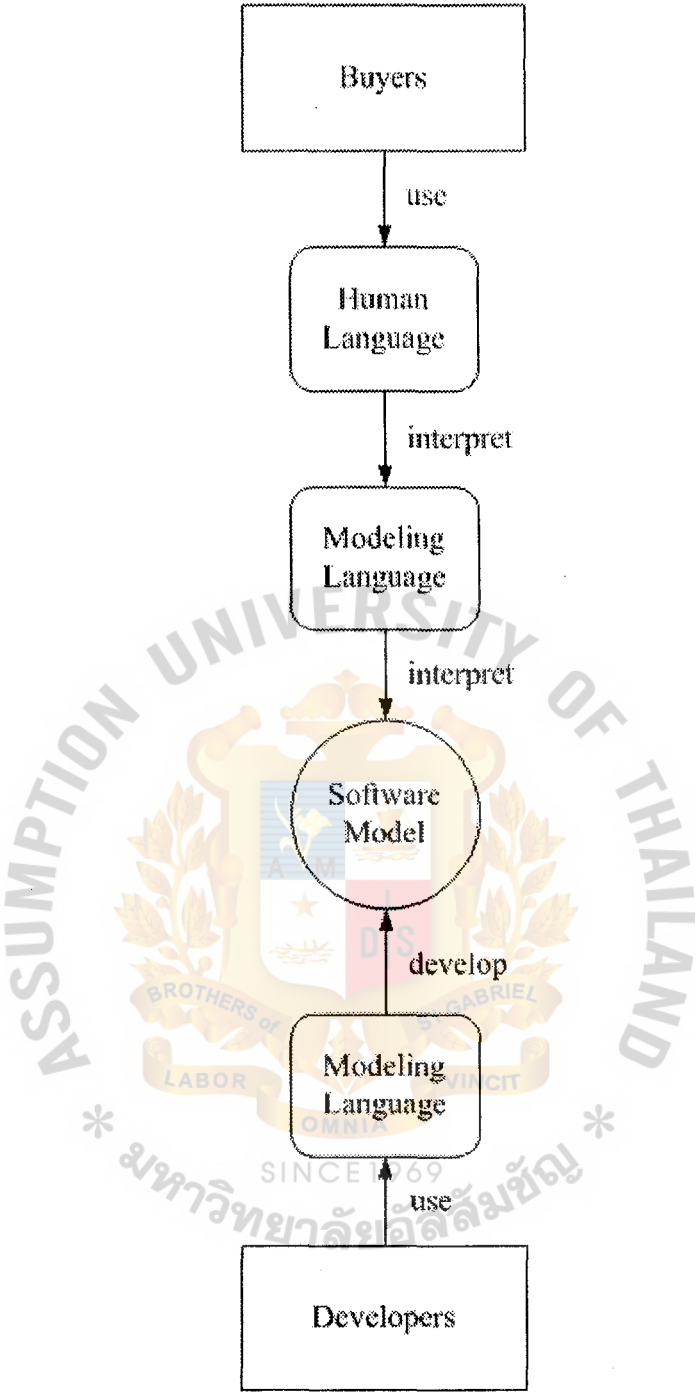 Buyers
use
Human
Language
interpret
Modeling
Language
interpret
Software
Model
develop
Modeling
Language
use
Developers
ASSUMPTION UNIVERSITY OF THAILAND
A M
D S
BROTHERS of ST GABRIEL
LABOR
OMNIA
VINCIT
SINCE 1969
* มหาวิทยาลัยอัสสัมชัญ *